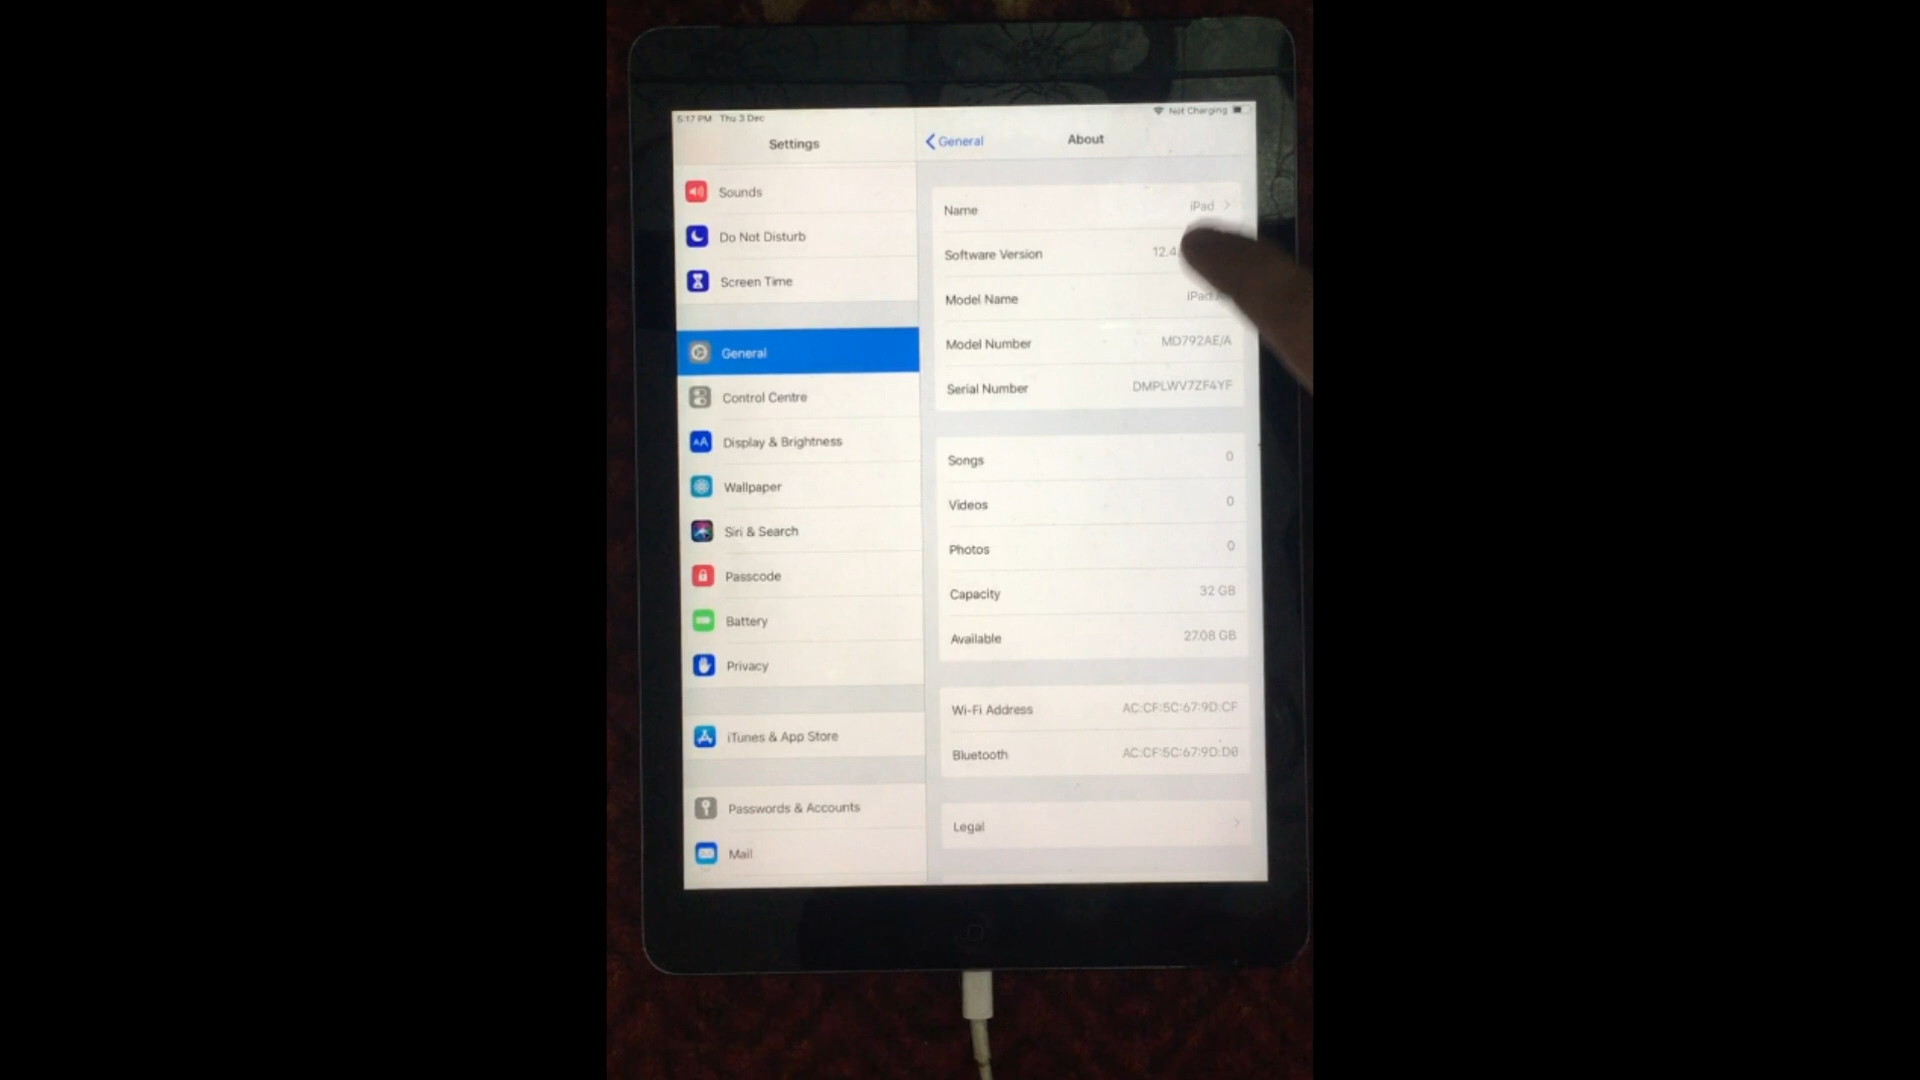 5:17 PM Thu 3 Dec
Not Charging
Settings
Sounds
Do Not Disturb
Screen Time
General
Control Centre
AA Display & Brightness
Wallpaper
Siri & Search
Passcode
Battery
Privacy
iTunes & App Store
Passwords & Accounts
Mail
General
About
Name iPad
Software Version 12.4
Model Name iPad
Model Number MD792AE/A
Serial Number DMPLWV7ZF4YF
Songs 0
Videos 0
Photos 0
Capacity 32 GB
Available 27.08 GB
Wi-Fi Address AC:CF:5C:67:9D:CF
Bluetooth AC:CF:5C:67:9D:D0
Legal